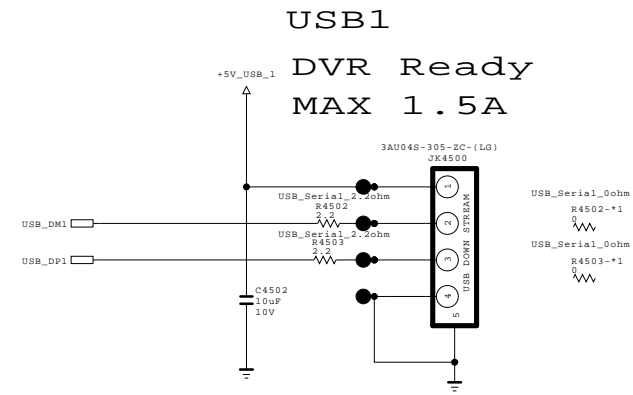 USB1
+5V_USB_1
DVR Ready
MAX 1.5A
3AU04S-305-ZC-(LG)
JK4500
USB_Serial_2.2ohm
R4502
2.2
USB_DM1
USB_Serial_2.2ohm
R4503
2.2
USB_DP1
C4502
10uF
10V
1
2
3
4
5
USB DOWN STREAM
USB_Serial_0ohm
R4502-*1
0
USB_Serial_0ohm
R4503-*1
0